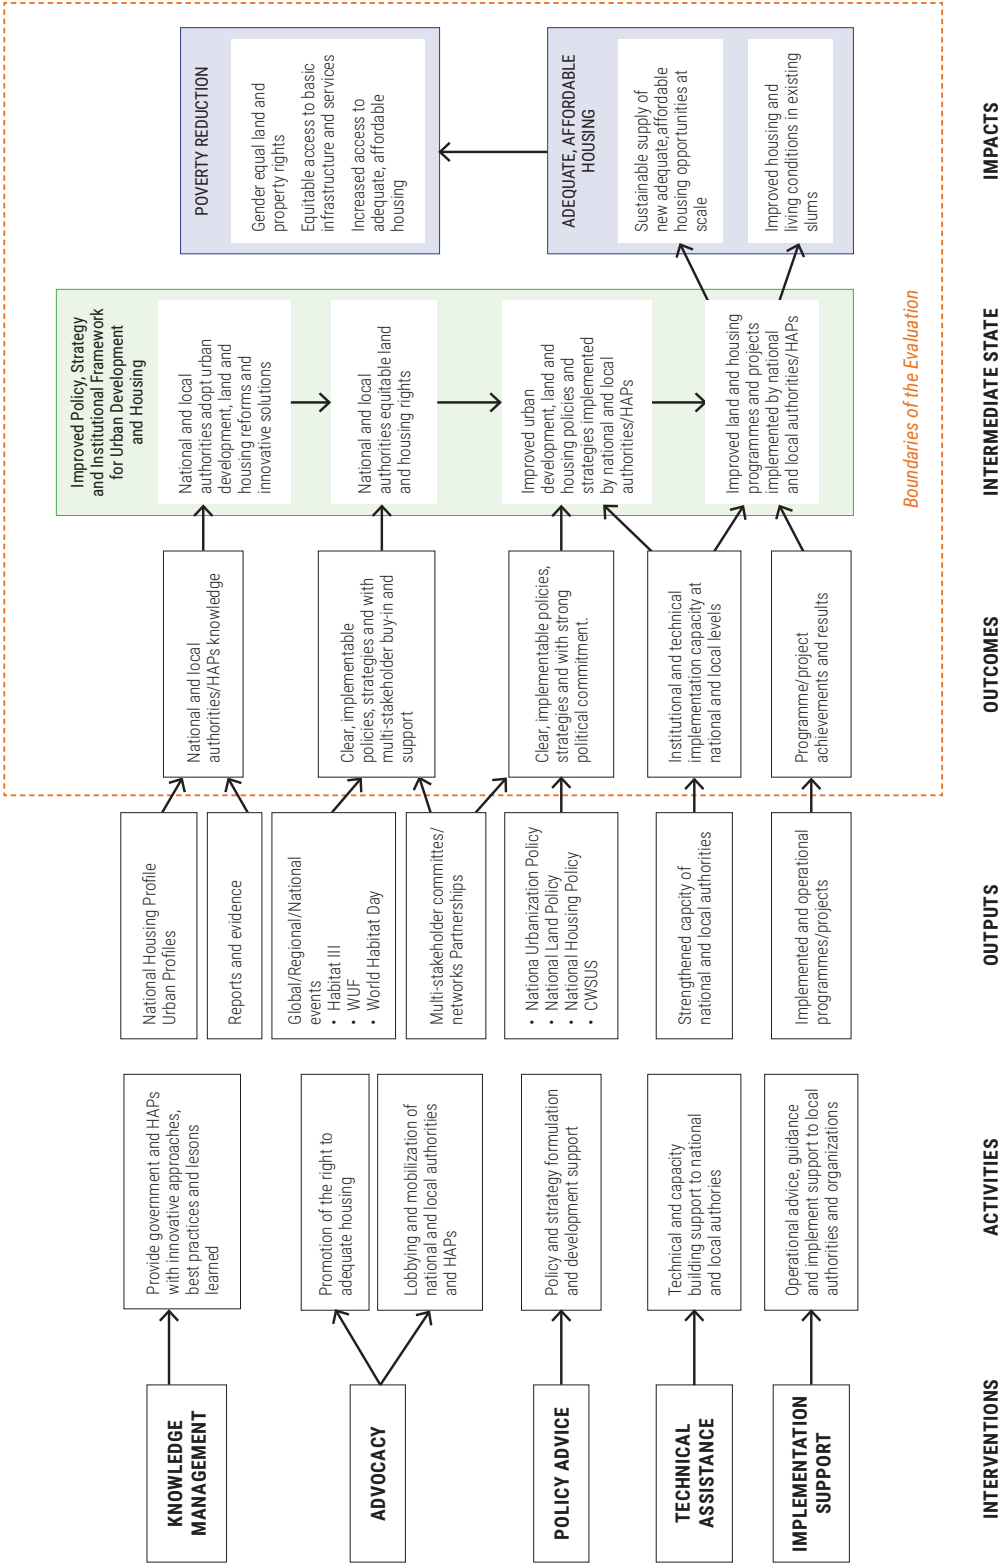 KNOWLEDGE
MANAGEMENT
ADVOCACY
POLICY ADVICE
TECHNICAL
ASSISTANCE
IMPLEMENTATION
SUPPORT
INTERVENTIONS
Provide government and HAPs
with innovative approaches,
best practices and lessons
learned
Promotion of the right to
adequate housing
Lobbying and mobilization of
national and local authorities
and HAPs
Policy and strategy formulation
and development support
Technical and capacity
building support to national
and local authories
Operational advice, guidance
and implement support to local
authorities and organizations
ACTIVITIES
National Housing Profile
Urban Profiles
Reports and evidence
Global/Regional/National
events
• Habitat III
• WUF
• World Habitat Day
Multi-stakeholder committees/
networks Partnerships
• Nationa Urbanization Policy
• National Land Policy
• National Housing Policy
• CWSUS
Strengthened capcity of
national and local authorities
Implemented and operational
programmes/projects
OUTPUTS
National and local
authorities/HAPs knowledge
Clear, implementable
policies, strategies and with
multi-stakeholder buy-in and
support
Clear, implementable policies,
strategies and with strong
political commitment.
Institutional and technical
implementation capacity at
national and local levels
Programme/project
achievements and results
OUTCOMES
Improved Policy, Strategy
and Institutional Framework
for Urban Development
and Housing
National and local
authorities adopt urban
development, land and
housing reforms and
innovative solutions
National and local
authorities equitable land
and housing rights
Improved urban
development, land and
housing policies and
strategies implemented
by national and local
authorities/HAPs
Improved land and housing
programmes and projects
implemented by national
and local authorities/HAPs
Boundaries of the Evaluation
INTERMEDIATE STATE
POVERTY REDUCTION
Gender equal land and
property rights
Equitable access to basic
infrastructure and services
Increased access to
adequate, affordable
housing
ADEQUATE, AFFORDABLE
HOUSING
Sustainable supply of
new adequate,affordable
housing opportunities at
scale
Improved housing and
living conditions in existing
slums
IMPACTS